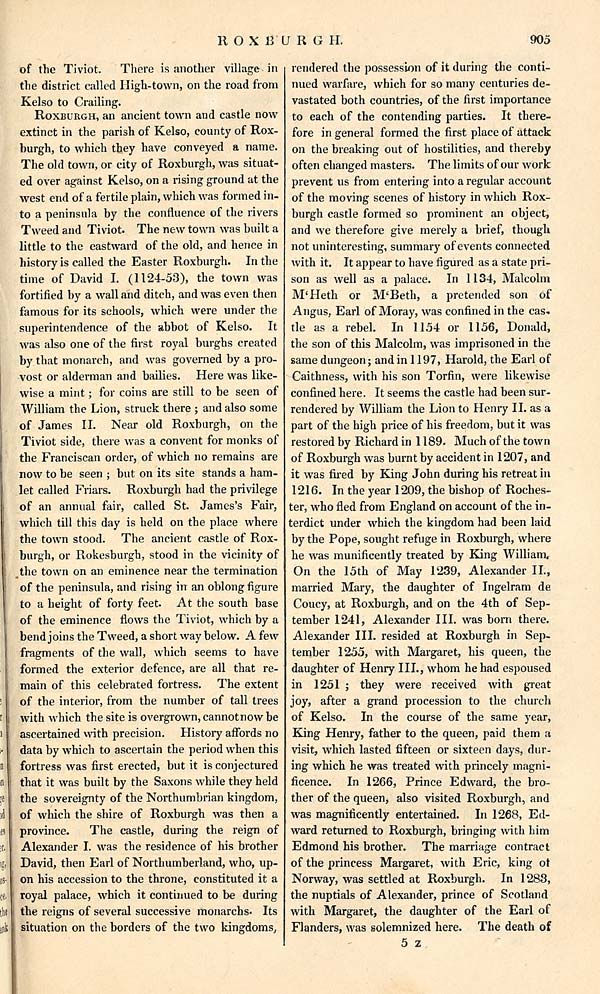 ROXBURGH.
905
of the Tiviot. There is another village in
the district called High-town, on the road from
Kelso to Crailing.
ROXBURGH, an ancient town and castle now
extinct in the parish of Kelso, county of Rox-
burgh, to which they have conveyed a name.
The old town, or city of Roxburgh, was situat-
ed over against Kelso, on a rising ground at the
west end of a fertile plain, which was formed in-
to a peninsula by the confluence of the rivers
Tweed and Tiviot. The new town was built a
little to the eastward of the old, and hence in
history is called the Easter Roxburgh. In the
time of David I. (1124-53), the town was
fortified by a wall and ditch, and was even then
famous for its schools, which were under the
superintendence of the abbot of Kelso. It
was also one of the first royal burghs created
by that monarch, and was governed by a pro-
vost or alderman and bailies. Here was like-
wise a mint; for coins are still to be seen of
William the Lion, struck there; and also some
of James II. Near old Roxburgh, on the
Tiviot side, there was a convent for monks of
the Franciscan order, of which no remains are
now to be seen; but on its site stands a ham-
let called Friars. Roxburgh had the privilege
of an annual fair, called St. James's Fair,
which till this day is held on the place where
the town stood. The ancient castle of Rox-
burgh, or Rokesburgh, stood in the vicinity of
the town on an eminence near the termination
of the peninsula, and rising in an oblong figure
to a height of forty feet. At the south base
of the eminence flows the Tiviot, which by a
bend joins the Tweed, a short way below. A few
fragments of the wall, which seems to have
formed the exterior defence, are all that re-
main of this celebrated fortress. The extent
of the interior, from the number of tall trees
with which the site is overgrown, cannot now be
ascertained with precision. History affords no
data by which to ascertain the period when this
fortress was first erected, but it is conjectured
that it was built by the Saxons while they held
the sovereignty of the Northumbrian kingdom,
of which the shire of Roxburgh was then a
province. The castle, during the reign of
Alexander I. was the residence of his brother
David, then Earl of Northumberland, who, up-
on his accession to the throne, constituted it a
royal palace, which it continued to be during
the reigns of several successive monarchs. Its
situation on the borders of the two kingdoms,
rendered the possession of it during the conti-
nued warfare, which for so many centuries de-
vastated both countries, of the first importance
to each of the contending parties. It there-
fore in general formed the first place of attack
on the breaking out of hostilities, and thereby
often changed masters. The limits of our work
prevent us from entering into a regular account
of the moving scenes of history in which Rox-
burgh castle formed so prominent an object,
and we therefore give merely a brief, though
not uninteresting, summary of events connected
with it. It appear to have figured as a state pri-
son as well as a palace. In 1134, Malcolm
M'Heth or M'Beth, a pretended son of
Angus, Earl of Moray, was confined in the cas-
tle as a rebel. In 1154 or 1156, Donald,
the son of this Malcolm, was imprisoned in the
same dungeon; and in 1197, Harold, the Earl of
Caithness, with his son Torfin, were likewise
confined here. It seems the castle had been sur-
rendered by William the Lion to Henry II. as a
part of the high price of his freedom, but it was
restored by Richard in 1189. Much of the town
of Roxburgh was burnt by accident in 1207, and
it was fired by King John during his retreat in
1216. In the year 1209, the bishop of Roches-
ter, who fled from England on account of the in-
terdict under which the kingdom had been laid
by the Pope, sought refuge in Roxburgh, where
he was munificently treated by King William.
On the 15th of May 1239, Alexander II.,
married Mary, the daughter of Ingelram de
Coucy, at Roxburgh, and on the 4th of Sep-
tember 1241, Alexander III. was born there.
Alexander III. resided at Roxburgh in Sep-
tember 1255, with Margaret, his queen, the
daughter of Henry III., whom he had espoused
in 1251; they were received with great
joy, after a grand procession to the church
of Kelso. In the course of the same year,
King Henry, father to the queen, paid them a
visit, which lasted fifteen or sixteen days, dur-
ing which he was treated with princely magni-
ficence. In 1266, Prince Edward, the bro-
ther of the queen, also visited Roxburgh, and
was magnificently entertained. In 1268, Ed-
ward returned to Roxburgh, bringing with him
Edmond his brother. The marriage contract
of the princess Margaret, with Eric, king of
Norway, was settled at Roxburgh. In 1283,
the nuptials of Alexander, prince of Scotland
with Margaret, the daughter of the Earl of
Flanders, was solemnized here. The death of
5 Z